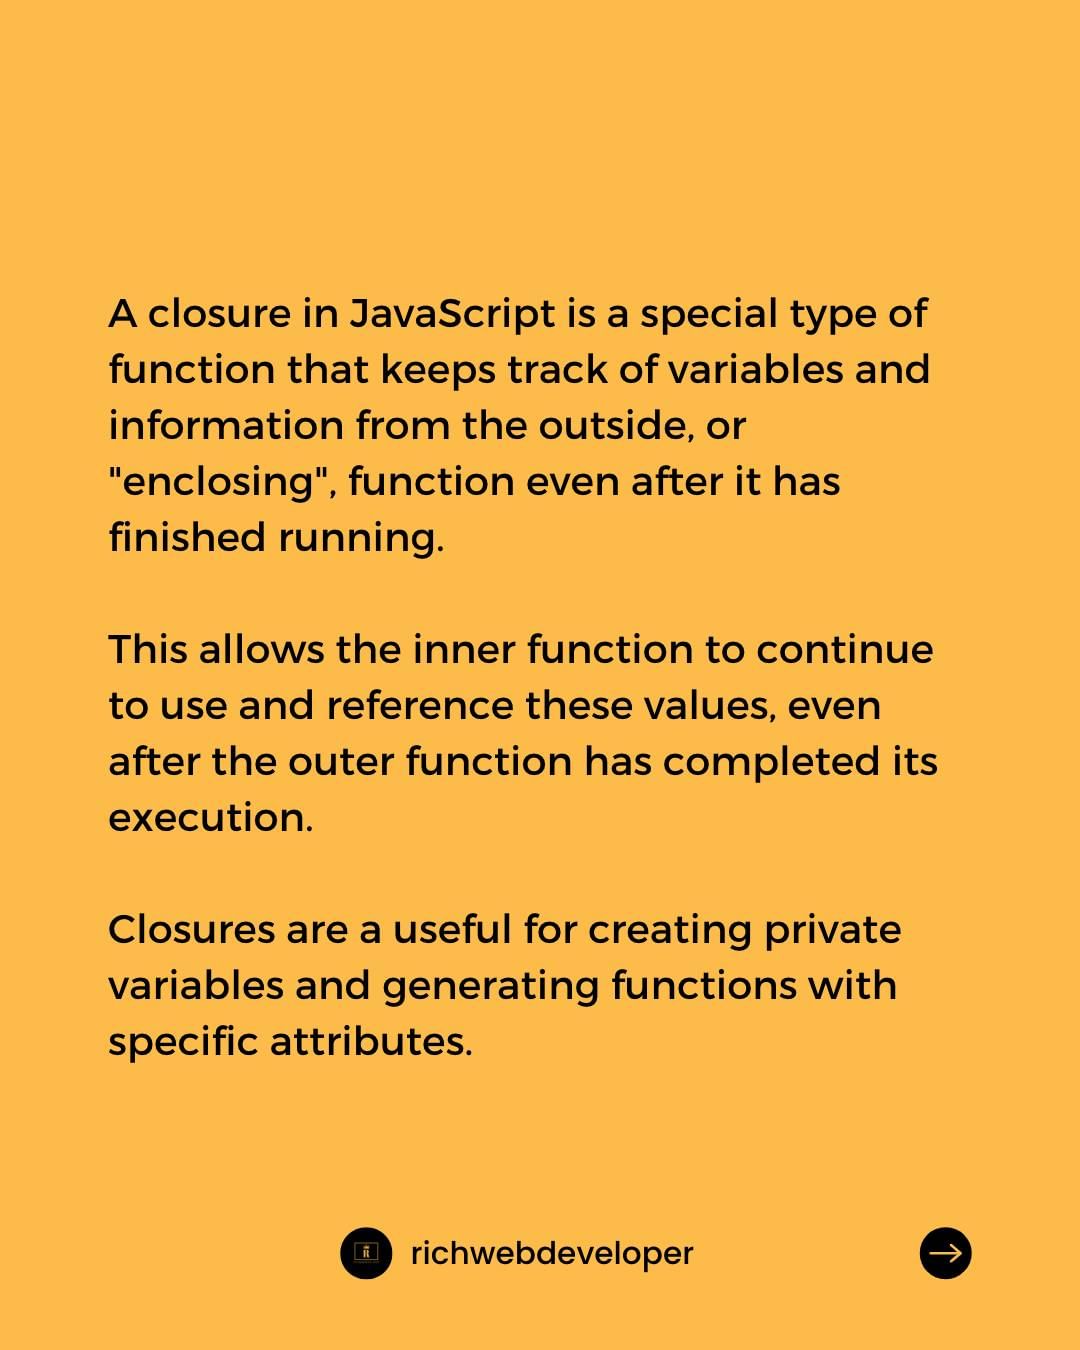 A closure in JavaScript is a special type of
function that keeps track of variables and
information from the outside, or
"enclosing", function even after it has
finished running.
This allows the inner function to continue
to use and reference these values, even
after the outer function has completed its
execution.
Closures are a useful for creating private
variables and generating functions with
specific attributes.
R
richwebdeveloper